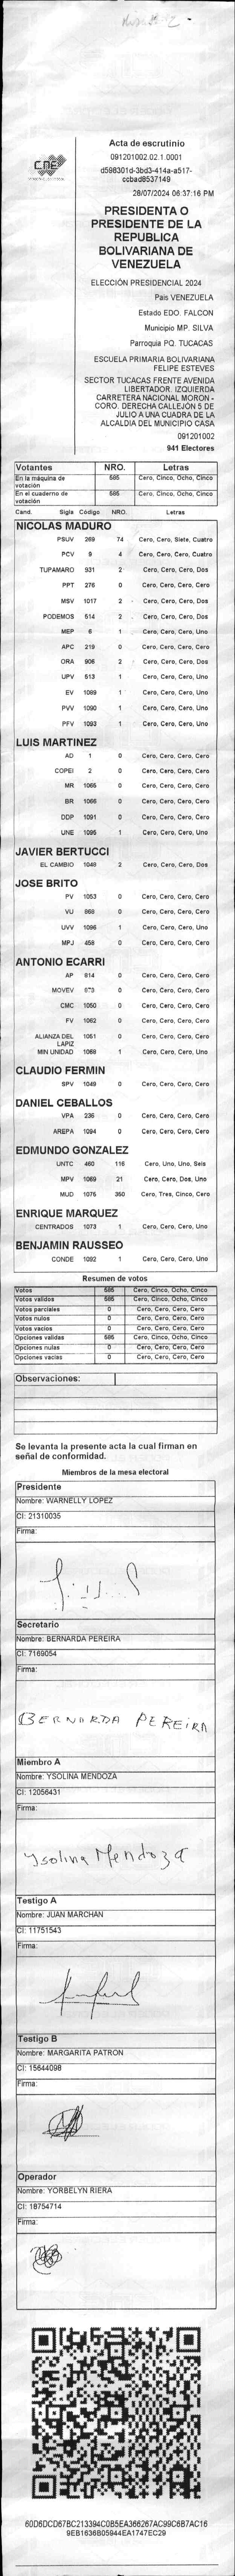 CNE
Acta de escrutinio
091201002.02.1.0001
d598301d-3bd3-414a-a517-
ccbad8537149
28/07/2024 06:37:16 PM
PRESIDENTA O
PRESIDENTE DE LA
REPUBLICA
BOLIVARIANA DE
VENEZUELA
ELECCIÓN PRESIDENCIAL 2024
Pais VENEZUELA
Estado EDO. FALCON
Municipio MP. SILVA
Parroquia PQ. TUCACAS
ESCUELA PRIMARIA BOLIVARIANA
FELIPE ESTEVES
SECTOR TUCACAS FRENTE AVENIDA
LIBERTADOR. IZQUIERDA
CARRETERA NACIONAL MORON -
CORO. DERECHA CALLEJÓN 5 DE
JULIO A UNA CUADRA DE LA
ALCALDIA DEL MUNICIPIO CASA
091201002
941 Electores
Votantes NRO. Letras
En la máquina de votación 585 Cero, Cinco, Ocho, Cinco
En el cuaderno de votación 585 Cero, Cinco, Ocho, Cinco
Cand. Sigla Código NRO. Letras
NICOLAS MADURO
PSUV 269 74 Cero, Cero, Siete, Cuatro
PCV 9 4 Cero, Cero, Cero, Cuatro
TUPAMARO 931 2 Cero, Cero, Cero, Dos
PPT 276 0 Cero, Cero, Cero, Cero
MSV 1017 2 Cero, Cero, Cero, Dos
PODEMOS 514 2 Cero, Cero, Cero, Dos
MEP 6 1 Cero, Cero, Cero, Uno
APC 219 0 Cero, Cero, Cero, Cero
ORA 906 2 Cero, Cero, Cero, Dos
UPV 513 1 Cero, Cero, Cero, Uno
EV 1089 1 Cero, Cero, Cero, Uno
PVV 1090 1 Cero, Cero, Cero, Uno
PFV 1093 1 Cero, Cero, Cero, Uno
LUIS MARTINEZ
AD 1 0 Cero, Cero, Cero, Cero
COPEI 2 0 Cero, Cero, Cero, Cero
MR 1065 0 Cero, Cero, Cero, Cero
BR 1066 0 Cero, Cero, Cero, Cero
DDP 1091 0 Cero, Cero, Cero, Cero
UNE 1095 1 Cero, Cero, Cero, Uno
JAVIER BERTUCCI
EL CAMBIO 1048 2 Cero, Cero, Cero, Dos
JOSE BRITO
PV 1053 0 Cero, Cero, Cero, Cero
VU 868 0 Cero, Cero, Cero, Cero
UVV 1096 1 Cero, Cero, Cero, Uno
MPJ 458 0 Cero, Cero, Cero, Cero
ANTONIO ECARRI
AP 814 0 Cero, Cero, Cero, Cero
MOVEV 0 Cero, Cero, Cero, Cero
CMC 1050 0 Cero, Cero, Cero, Cero
FV 1062 0 Cero, Cero, Cero, Cero
ALIANZA DEL LAPIZ 1051 0 Cero, Cero, Cero, Cero
MIN UNIDAD 1068 1 Cero, Cero, Cero, Uno
CLAUDIO FERMIN
SPV 1049 0 Cero, Cero, Cero, Cero
DANIEL CEBALLOS
VPA 236 0 Cero, Cero, Cero, Cero
AREPA 1094 0 Cero, Cero, Cero, Cero
EDMUNDO GONZALEZ
UNTC 460 116 Cero, Uno, Uno, Seis
MPV 1069 21 Cero, Cero, Dos, Uno
MUD 1076 350 Cero, Tres, Cinco, Cero
ENRIQUE MARQUEZ
CENTRADOS 1073 1 Cero, Cero, Cero, Uno
BENJAMIN RAUSSEO
CONDE 1092 1 Cero, Cero, Cero, Uno
Resumen de votos
Votos 585 Cero, Cinco, Ocho, Cinco
Votos validos 585 Cero, Cinco, Ocho, Cinco
Votos parciales 0 Cero, Cero, Cero, Cero
Votos nulos 0 Cero, Cero, Cero, Cero
Votos vacios 0 Cero, Cero, Cero, Cero
Opciones validas 585 Cero, Cinco, Ocho, Cinco
Opciones nulas 0 Cero, Cero, Cero, Cero
Opciones vacias 0 Cero, Cero, Cero, Cero
Observaciones:
Se levanta la presente acta la cual firman en
señal de conformidad.
Miembros de la mesa electoral
Presidente
Nombre: WARNELLY LOPEZ
CI: 21310035
Firma:
Secretario
Nombre: BERNARDA PEREIRA
CI: 7169054
Firma:
BERNARDA PEREIRA
Miembro A
Nombre: YSOLINA MENDOZA
CI: 12056431
Firma:
Ysolina Mendoza
Testigo A
Nombre: JUAN MARCHAN
CI: 11751543
Firma:
Testigo B
Nombre: MARGARITA PATRON
CI: 15644098
Firma:
Operador
Nombre: YORBELYN RIERA
CI: 18754714
Firma:
60D6DCD67BC213394C0B5EA366267AC99C6B7AC16
9EB1636B05944EA1747EC29